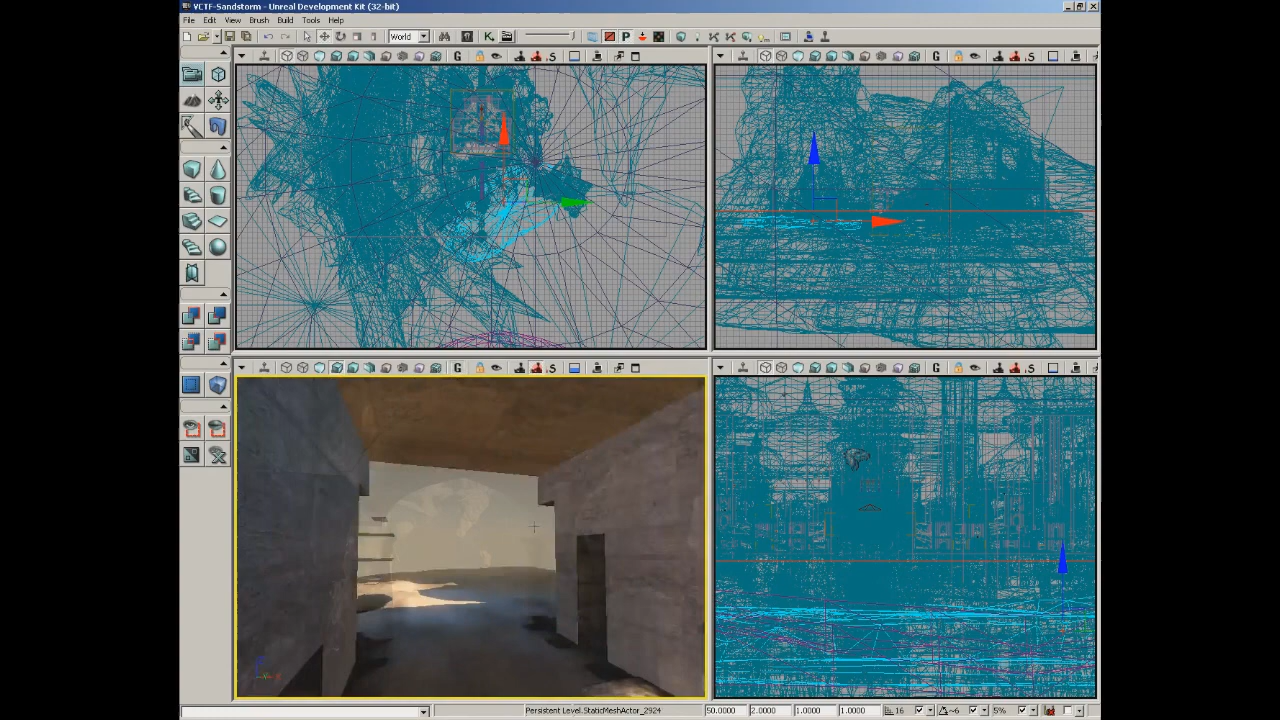 VCTF-Sandstorm - Unreal Development Kit (32-bit)
File Edit View Brush Build Tools Help
World
G
G
G
G
Persistent Level.StaticMeshActor_2924
50.0000 2.0000 1.0000 1.0000 16 ~6 5%